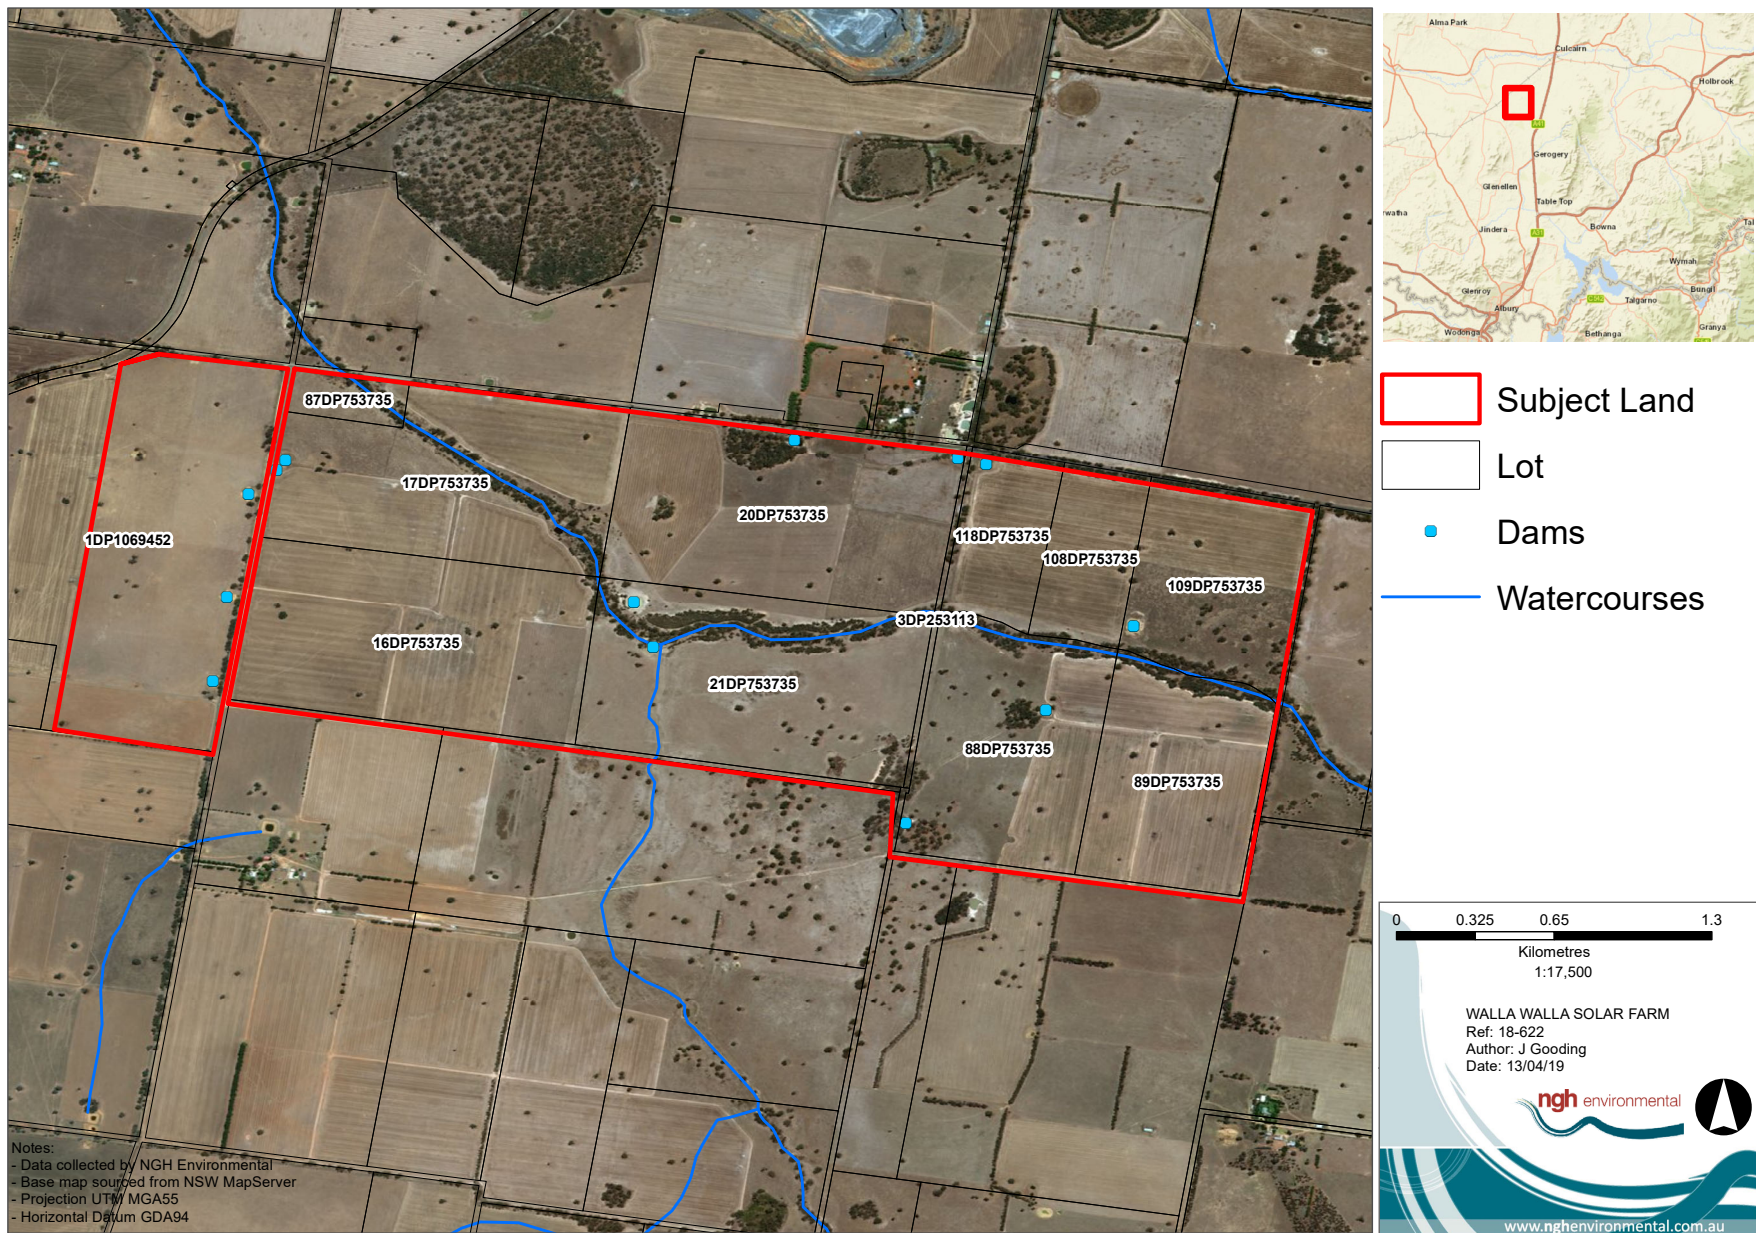 87DP753735
17DP753735
20DP753735
1DP1069452
118DP753735
108DP753735
109DP753735
3DP253113
16DP753735
21DP753735
88DP753735
89DP753735
Notes:
- Data collected by NGH Environmental
- Base map sourced from NSW MapServer
- Projection UTM MGA55
- Horizontal Datum GDA94
Alma Park
Culcairn
Holbrook
A41
Gerogery
Glenellen
Table Top
rwatha
Jindera
Bowna
A31
Wymah
Glenroy
Bungil
C542
Talgarno
Albury
Wodonga
Bethanga
Granya
Subject Land
Lot
Dams
Watercourses
0 0.325 0.65 1.3
Kilometres
1:17,500
WALLA WALLA SOLAR FARM
Ref: 18-622
Author: J Gooding
Date: 13/04/19
ngh environmental
www.nghenvironmental.com.au